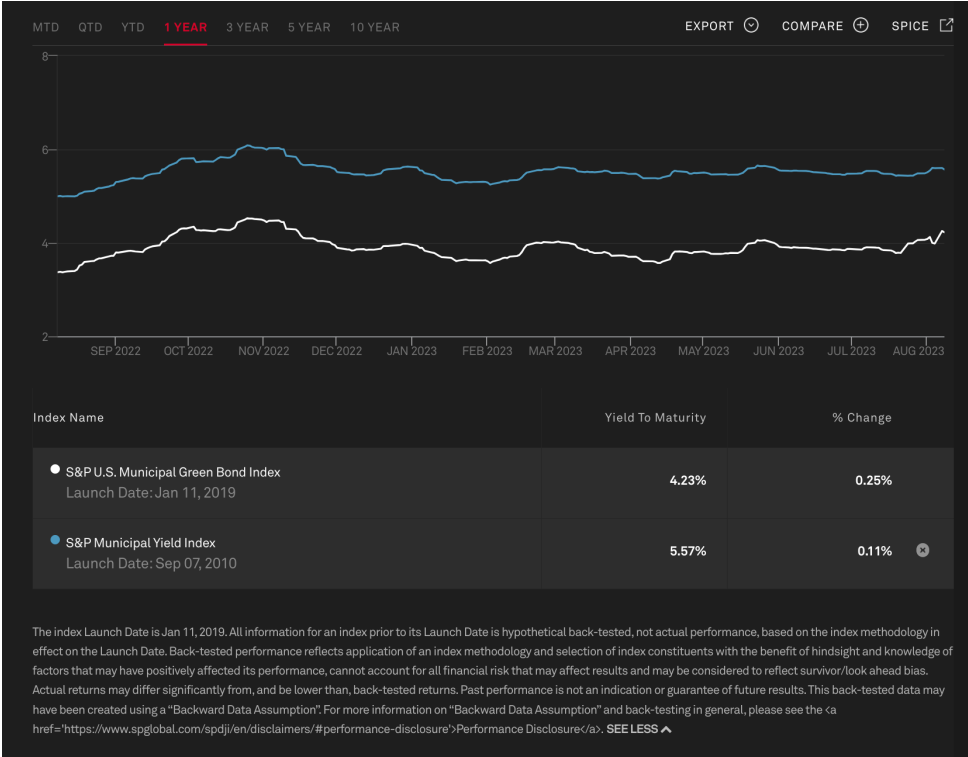 MTD QTD YTD 1 YEAR 3 YEAR 5 YEAR 10 YEAR EXPORT COMPARE SPICE
8
6
4
2
SEP 2022 OCT 2022 NOV 2022 DEC 2022 JAN 2023 FEB 2023 MAR 2023 APR 2023 MAY 2023 JUN 2023 JUL 2023 AUG 2023
Index Name Yield To Maturity % Change
S&P U.S. Municipal Green Bond Index
Launch Date: Jan 11, 2019
4.23% 0.25%
S&P Municipal Yield Index
Launch Date: Sep 07, 2010
5.57% 0.11%
The index Launch Date is Jan 11, 2019. All information for an index prior to its Launch Date is hypothetical back-tested, not actual performance, based on the index methodology in
effect on the Launch Date. Back-tested performance reflects application of an index methodology and selection of index constituents with the benefit of hindsight and knowledge of
factors that may have positively affected its performance, cannot account for all financial risk that may affect results and may be considered to reflect survivor/look ahead bias.
Actual returns may differ significantly from, and be lower than, back-tested returns. Past performance is not an indication or guarantee of future results. This back-tested data may
have been created using a “Backward Data Assumption”. For more information on “Backward Data Assumption” and back-testing in general, please see the <a
href='https://www.spglobal.com/spdji/en/disclaimers/#performance-disclosure'>Performance Disclosure</a>. SEE LESS